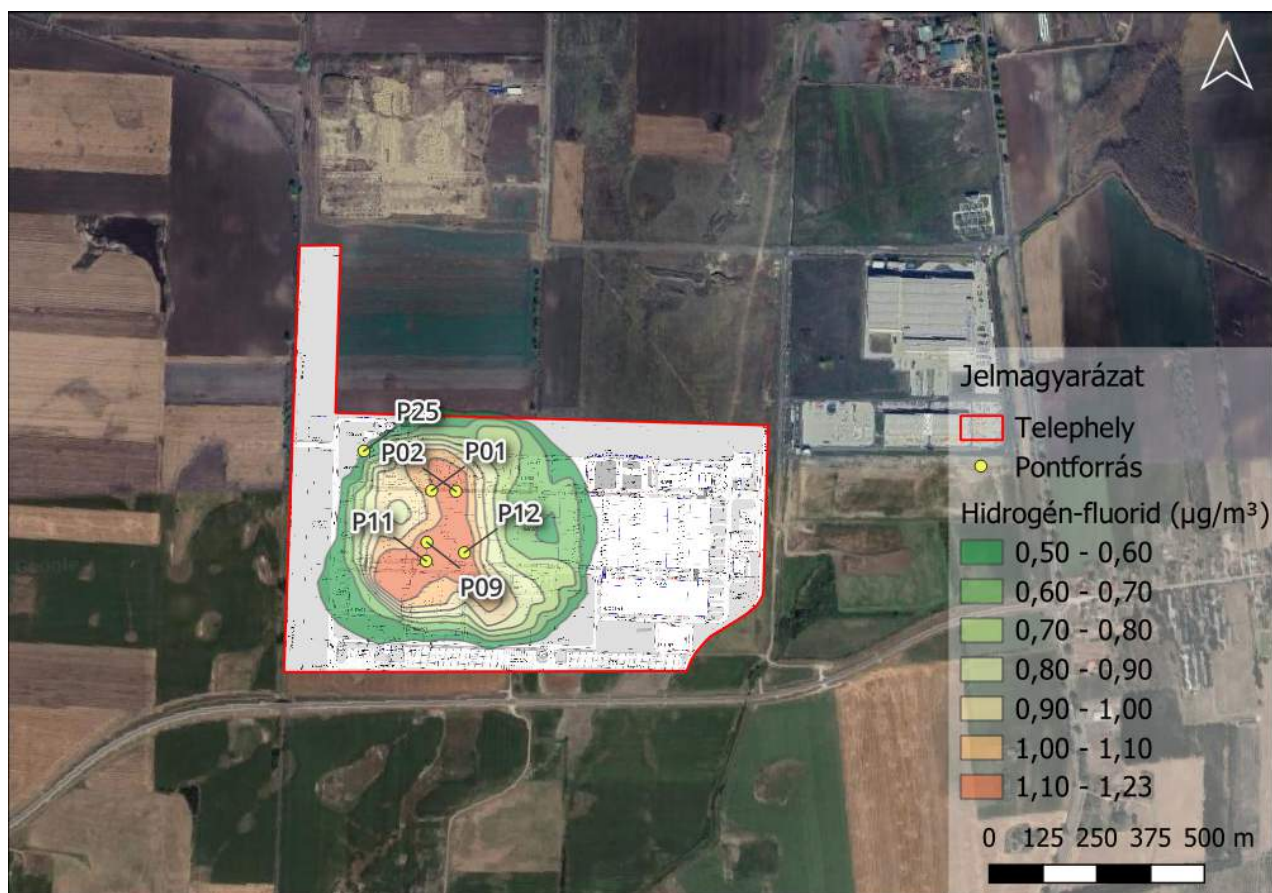 P25
P02
P01
P11
P12
P09
Jelmagyarázat
Telephely
Pontforrás
Hidrogén-fluorid (µg/m³)
0,50 - 0,60
0,60 - 0,70
0,70 - 0,80
0,80 - 0,90
0,90 - 1,00
1,00 - 1,10
1,10 - 1,23
0 125 250 375 500 m